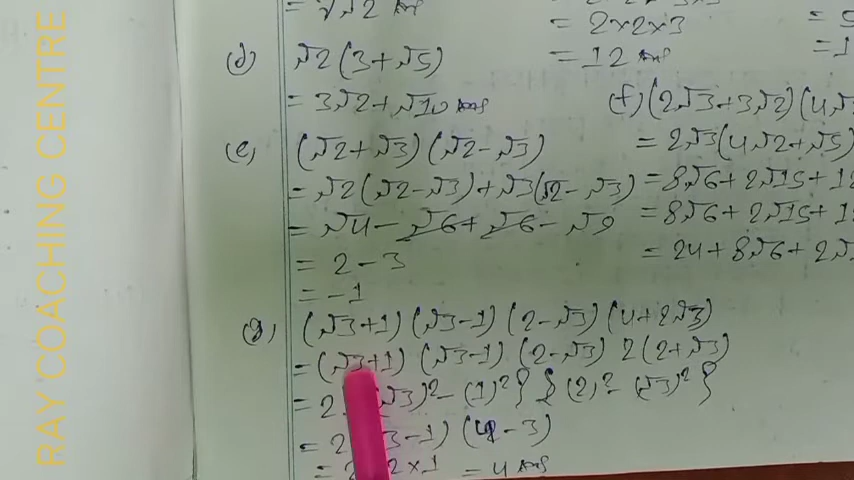 RAY COACHING CENTRE
= 2×2×3
= 12 Ans
(d) √2(3+√5)
= 3√2+√10 Ans
(e) (√2+√3)(√2-√3)
= √2(√2-√3)+√3(√2-√3)
= √4-√6+√6-√9
= 2-3
= -1
(f) (2√3+3√2)(4√
= 2√3(4√2+√5)
= 8√6+2√15+1
= 8√6+2√15+1
= 24+8√6+2√
(g) (√3+1)(√3-1)(2-√3)(4+2√3)
= (√3+1)(√3-1)(2-√3)2(2+√3)
= 2 √3)²-(1)²}{(2)²-(√3)²}
= 2 3-1)(4-3)
= 2×1 = 4 Ans